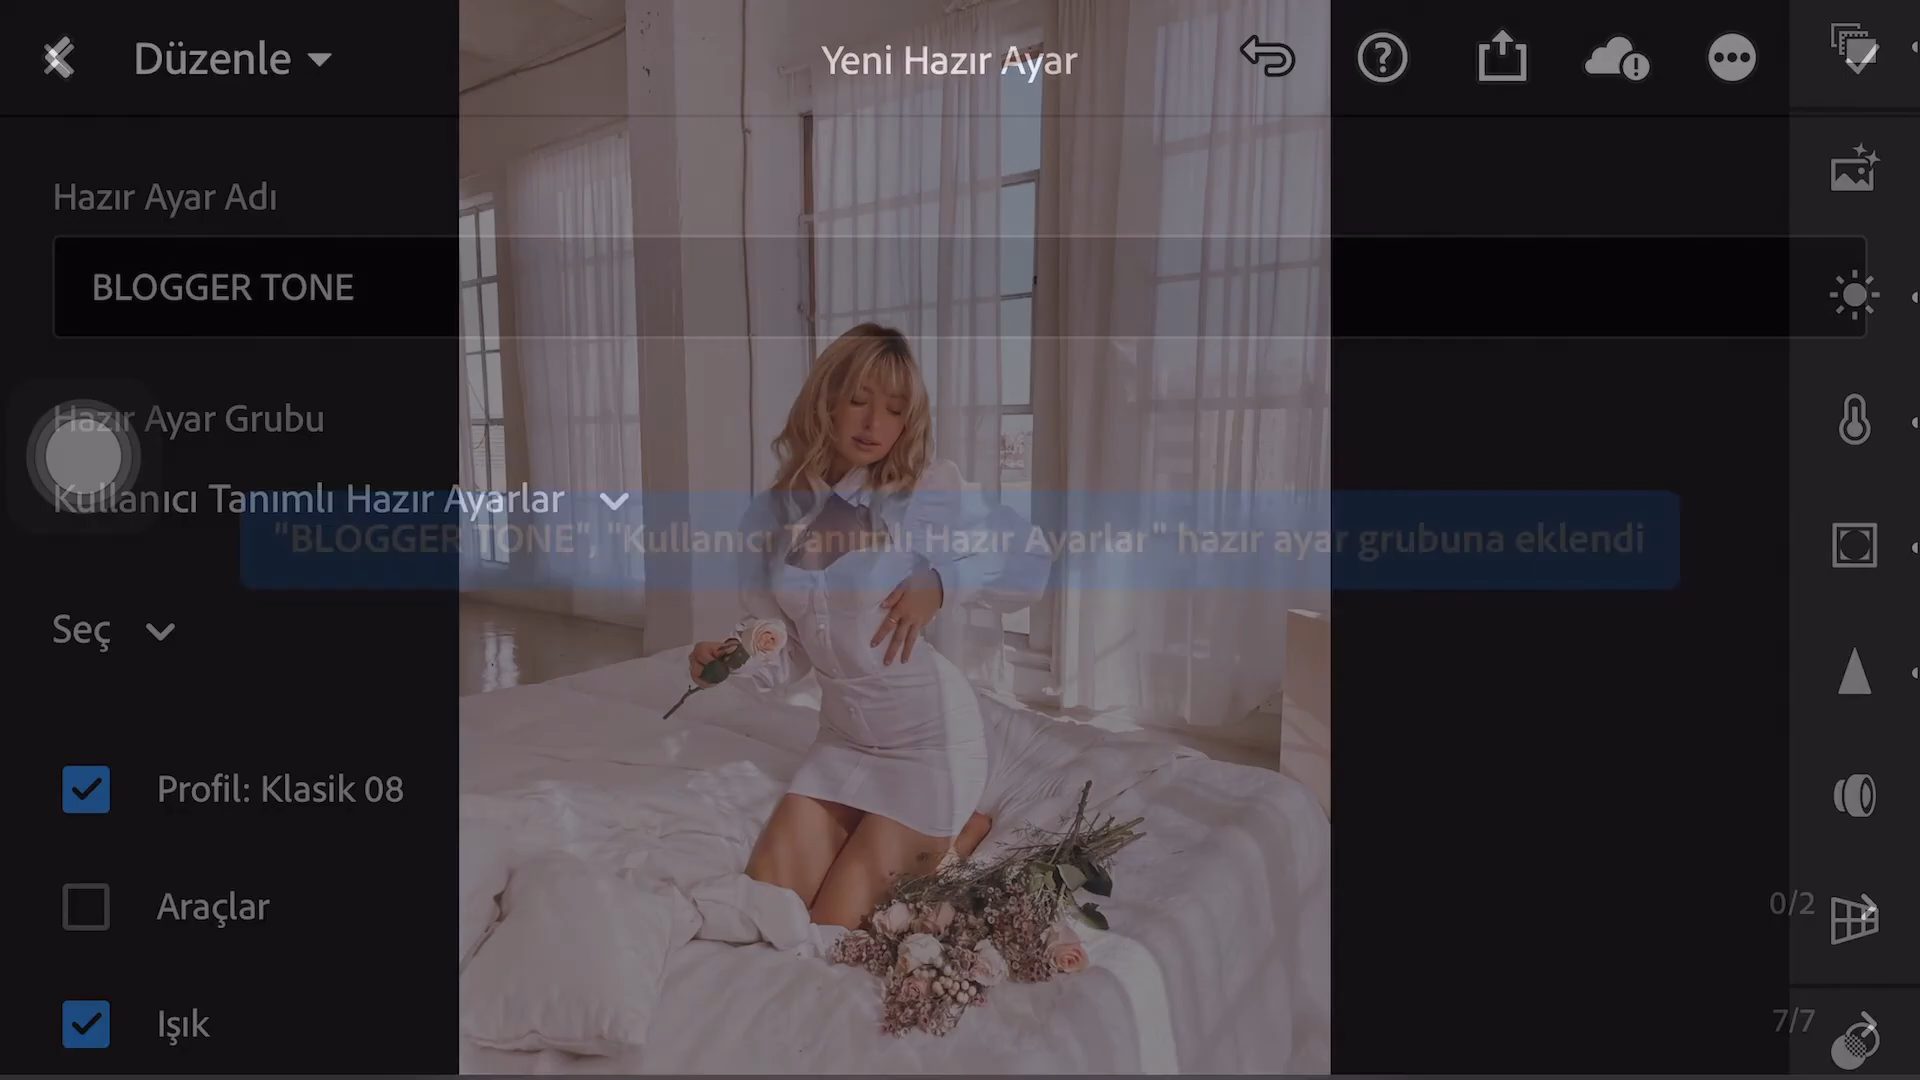 Düzenle
Yeni Hazır Ayar
Hazır Ayar Adı
BLOGGER TONE
Hazır Ayar Grubu
Kullanıcı Tanımlı Hazır Ayarlar
"BLOGGER TONE", "Kullanıcı Tanımlı Hazır Ayarlar" hazır ayar grubuna eklendi
Seç
Profil: Klasik 08
Araçlar
0/2
Işık
7/7